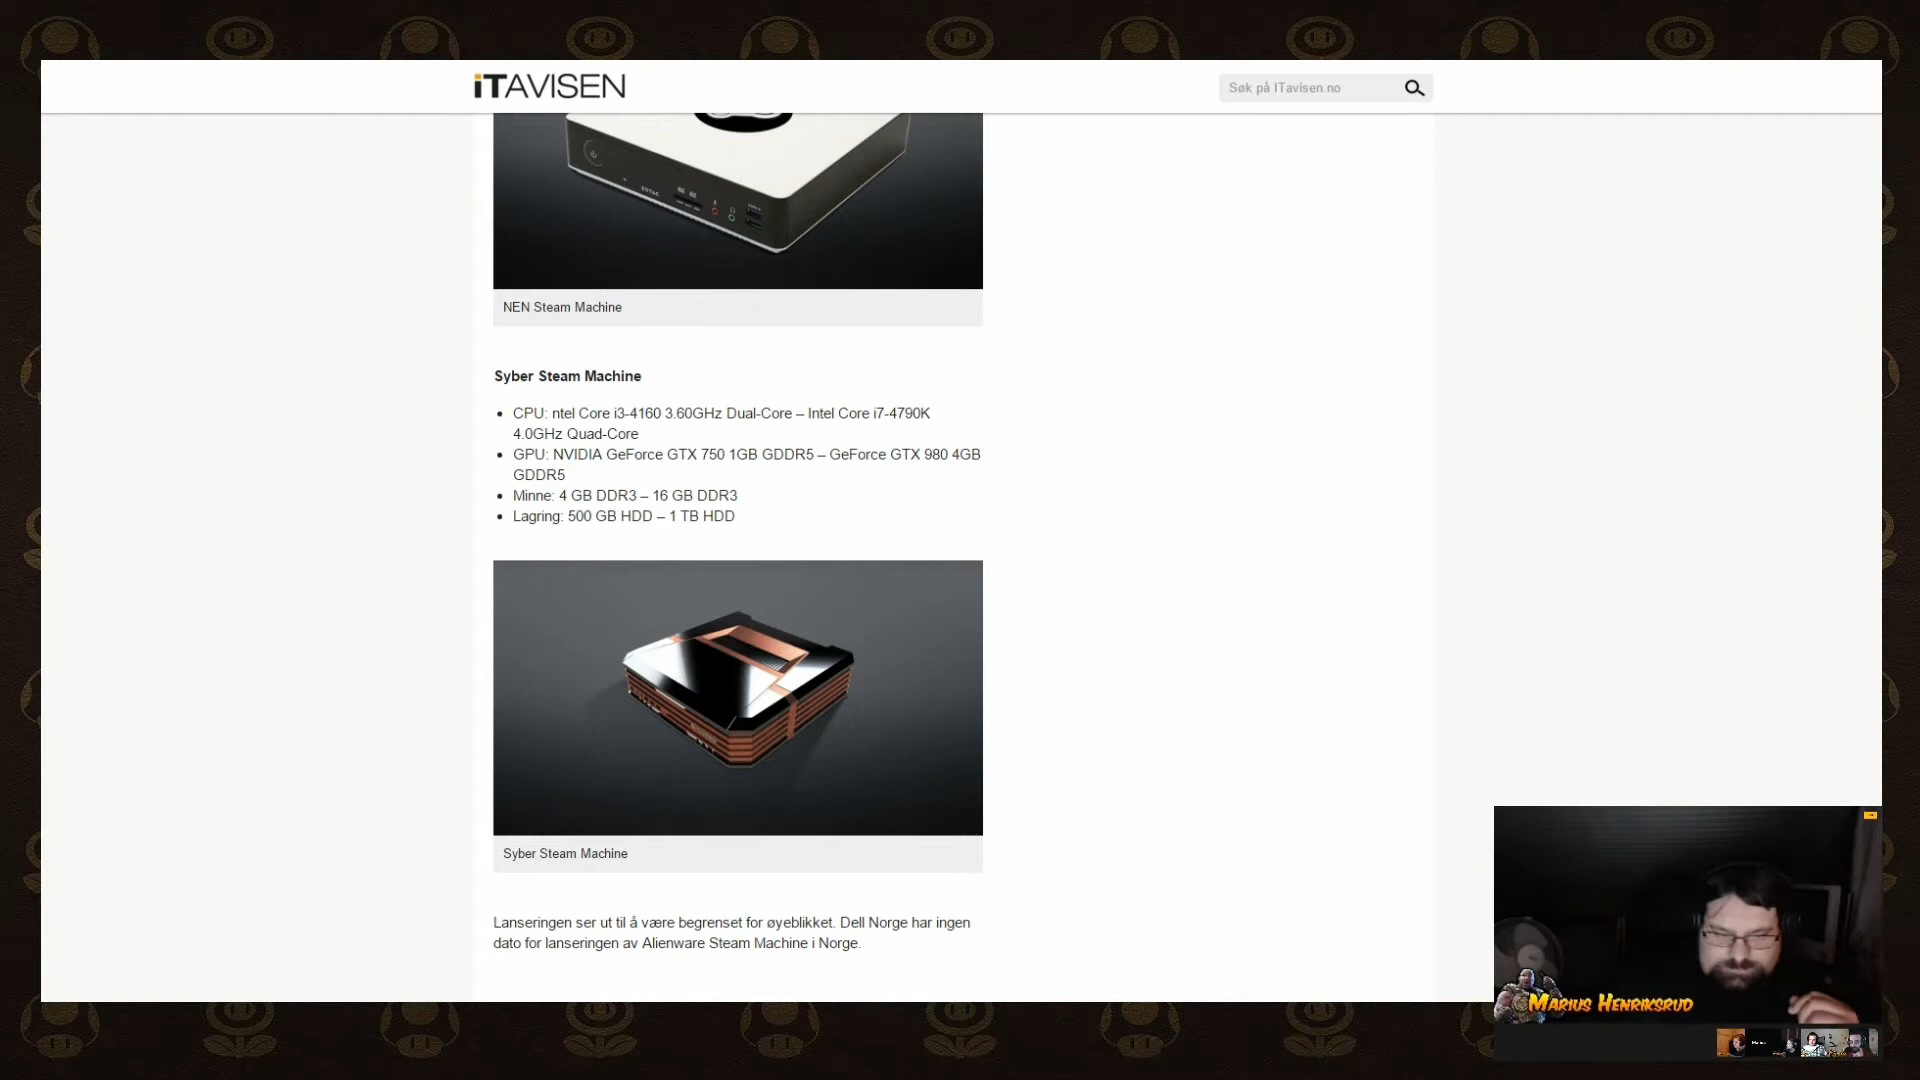 iTAVISEN
Søk på ITavisen.no
ZOTAC
NEN Steam Machine
Syber Steam Machine
CPU: ntel Core i3-4160 3.60GHz Dual-Core – Intel Core i7-4790K
4.0GHz Quad-Core
GPU: NVIDIA GeForce GTX 750 1GB GDDR5 – GeForce GTX 980 4GB
GDDR5
Minne: 4 GB DDR3 – 16 GB DDR3
Lagring: 500 GB HDD – 1 TB HDD
Syber Steam Machine
Lanseringen ser ut til å være begrenset for øyeblikket. Dell Norge har ingen
dato for lanseringen av Alienware Steam Machine i Norge.
Marius Henriksrud